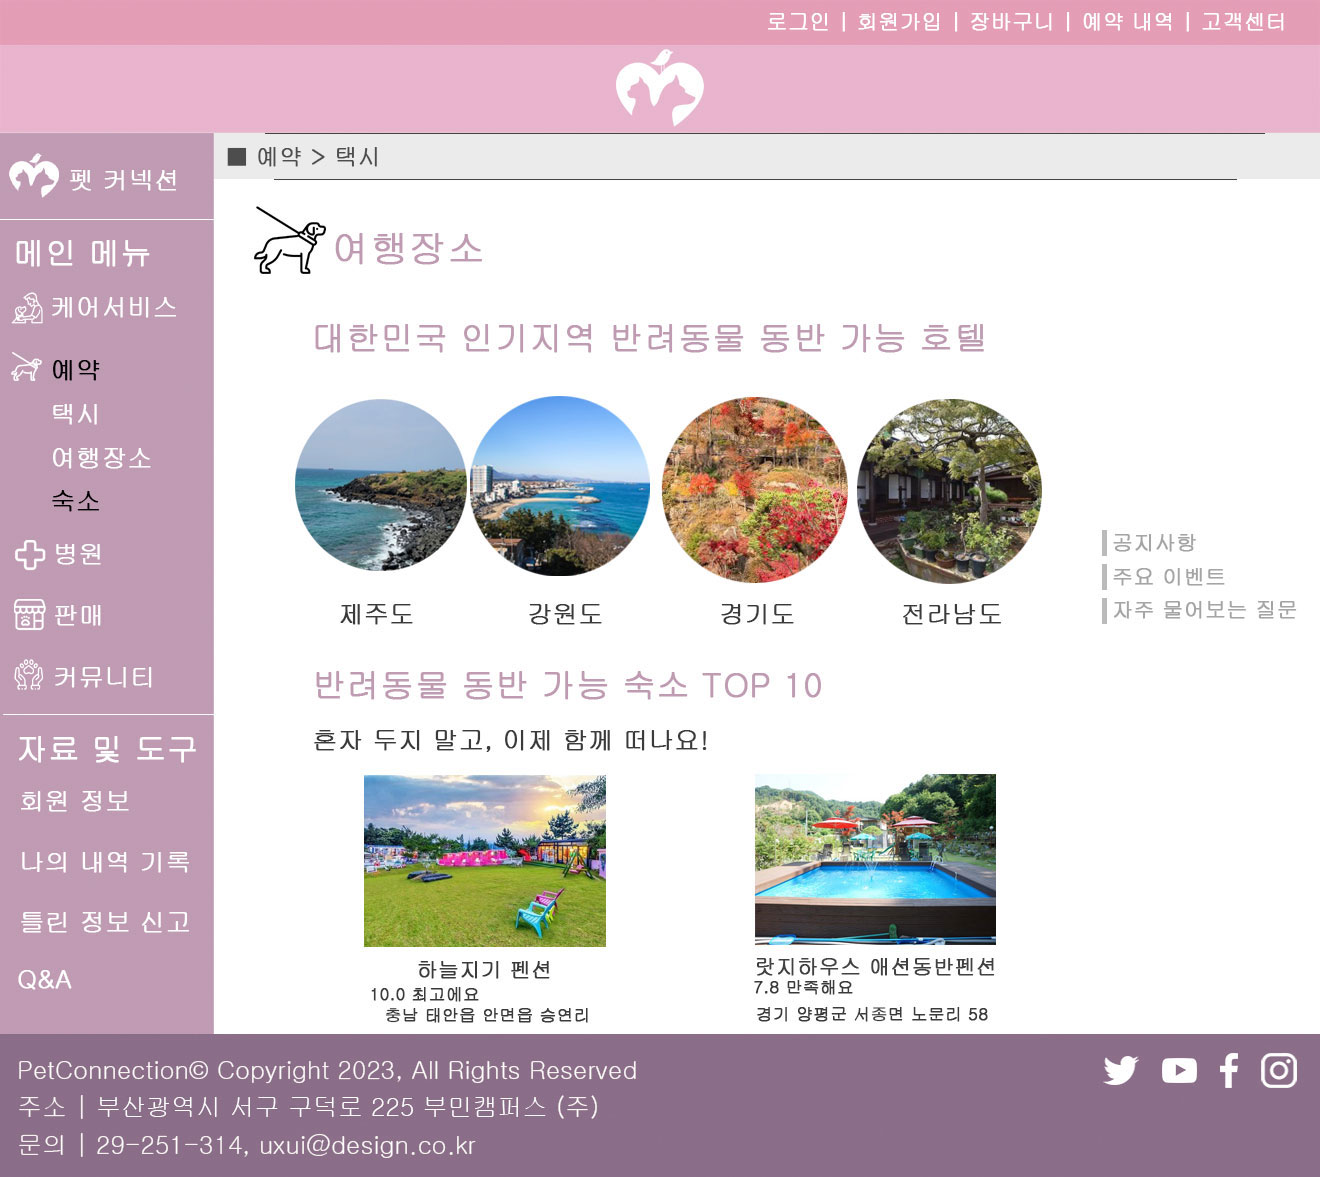 로그인 | 회원가입 | 장바구니 | 예약 내역 | 고객센터
펫 커넥션
메인 메뉴
케어서비스
예약
택시
여행장소
숙소
병원
판매
커뮤니티
자료 및 도구
회원 정보
나의 내역 기록
틀린 정보 신고
Q&A
■ 예약 > 택시
여행장소
대한민국 인기지역 반려동물 동반 가능 호텔
제주도 강원도 경기도 전라남도
공지사항
주요 이벤트
자주 물어보는 질문
반려동물 동반 가능 숙소 TOP 10
혼자 두지 말고, 이제 함께 떠나요!
하늘지기 펜션
10.0 최고에요
충남 태안읍 안면읍 승언리
랏지하우스 애션동반펜션
7.8 만족해요
경기 양평군 서종면 노문리 58
PetConnection© Copyright 2023, All Rights Reserved
주소 | 부산광역시 서구 구덕로 225 부민캠퍼스 (주)
문의 | 29-251-314, uxui@design.co.kr